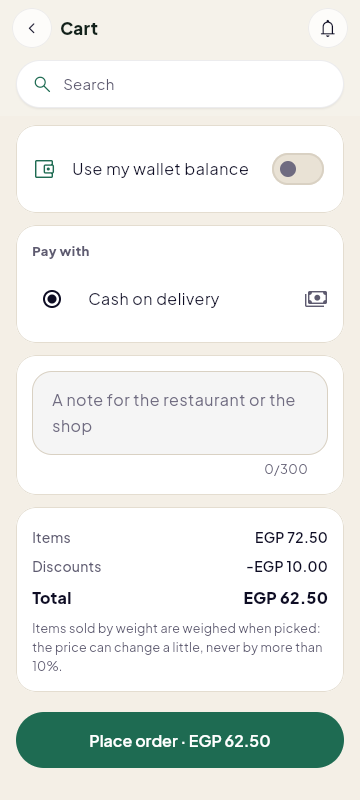 Cart
Search
Use my wallet balance
Pay with
Cash on delivery
A note for the restaurant or the
shop
0/300
Items EGP 72.50
Discounts -EGP 10.00
Total EGP 62.50
Items sold by weight are weighed when picked:
the price can change a little, never by more than
10%.
Place order · EGP 62.50